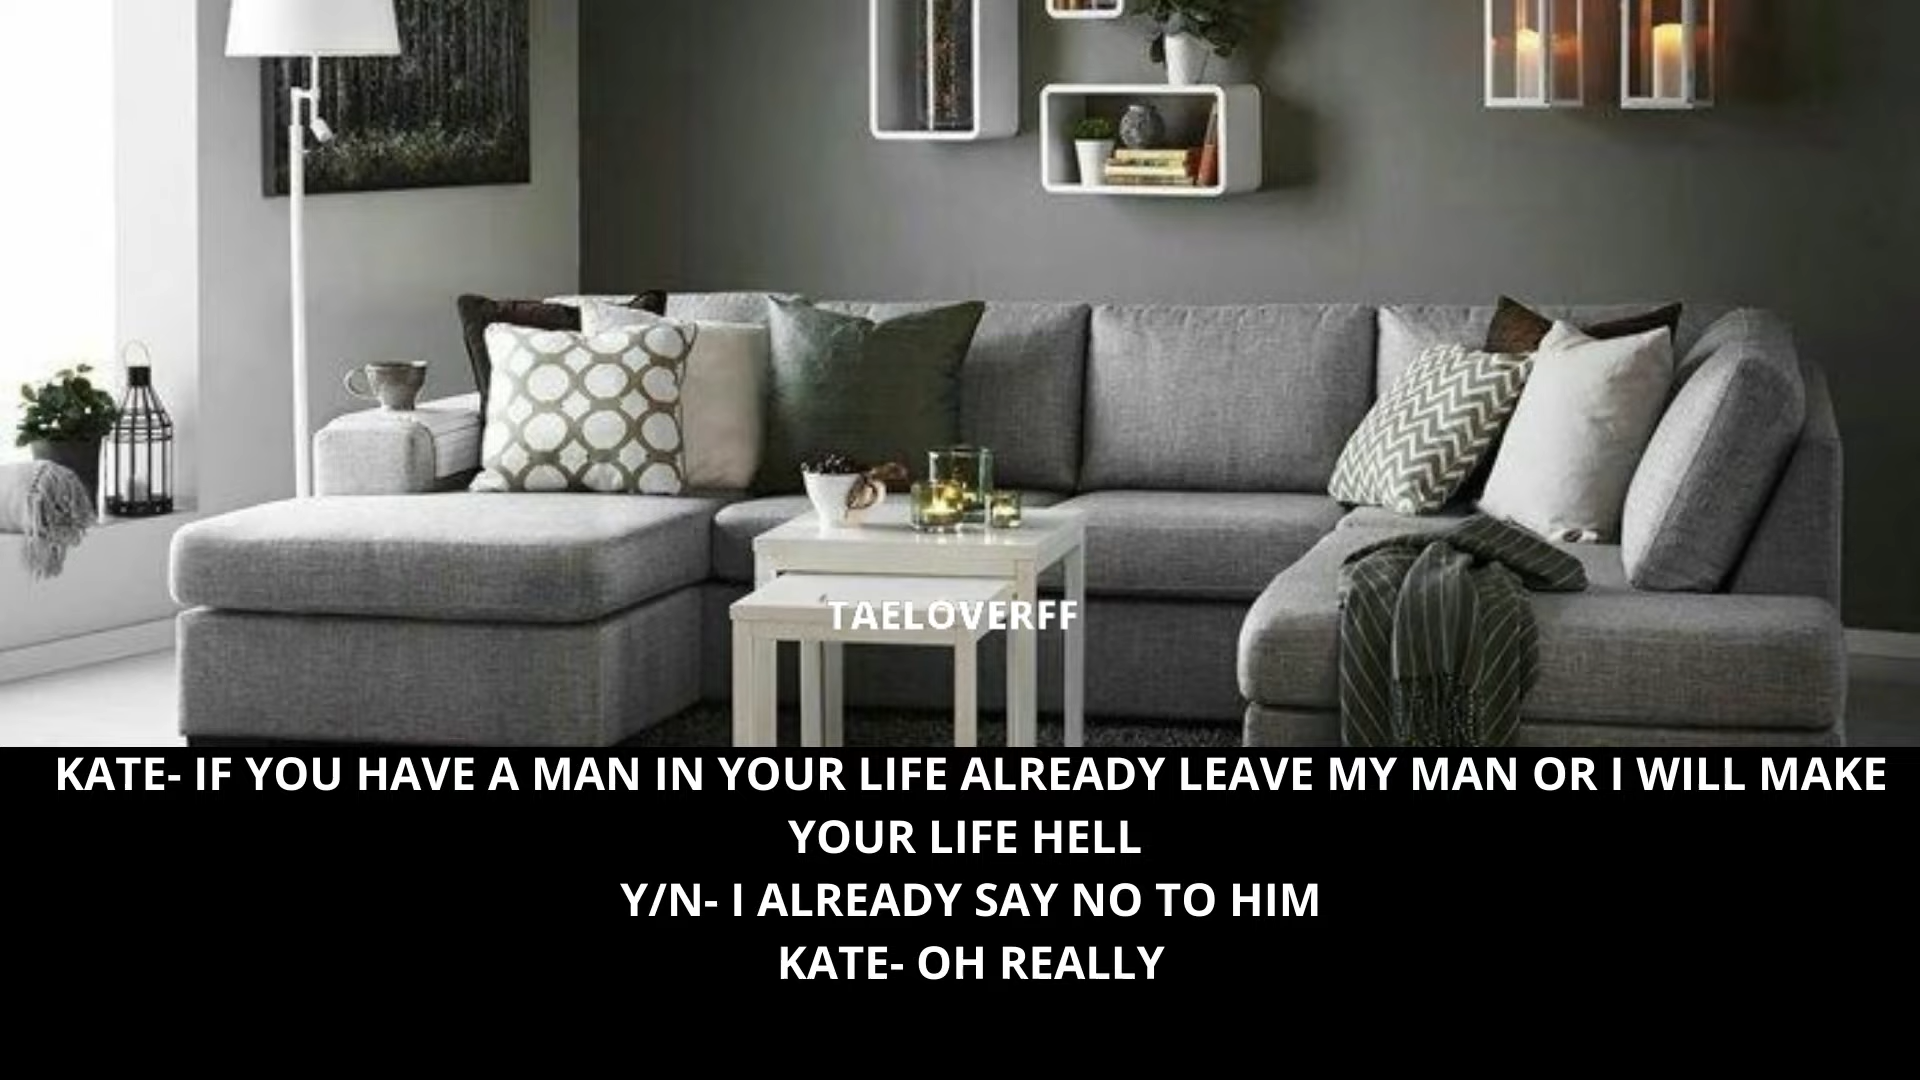 TAELOVERFF
KATE- IF YOU HAVE A MAN IN YOUR LIFE ALREADY LEAVE MY MAN OR I WILL MAKE
YOUR LIFE HELL
Y/N- I ALREADY SAY NO TO HIM
KATE- OH REALLY